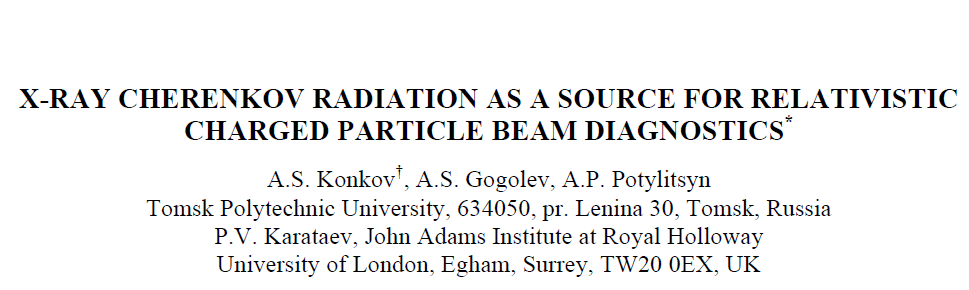 X-RAY CHERENKOV RADIATION AS A SOURCE FOR RELATIVISTIC
CHARGED PARTICLE BEAM DIAGNOSTICS*
A.S. Konkov†, A.S. Gogolev, A.P. Potylitsyn
Tomsk Polytechnic University, 634050, pr. Lenina 30, Tomsk, Russia
P.V. Karataev, John Adams Institute at Royal Holloway
University of London, Egham, Surrey, TW20 0EX, UK